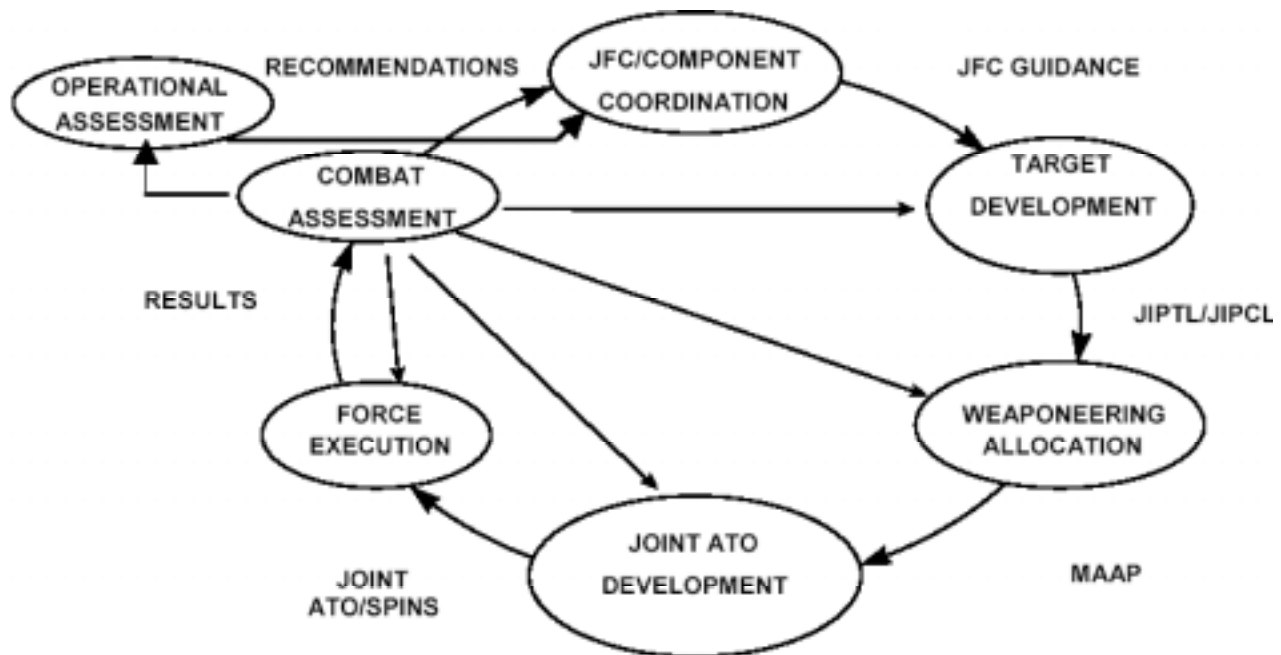 RECOMMENDATIONS
JFC/COMPONENT
COORDINATION
JFC GUIDANCE
OPERATIONAL
ASSESSMENT
COMBAT
ASSESSMENT
TARGET
DEVELOPMENT
RESULTS
JIPTL/JIPCL
FORCE
EXECUTION
WEAPONEERING
ALLOCATION
JOINT ATO
DEVELOPMENT
JOINT
ATO/SPINS
MAAP